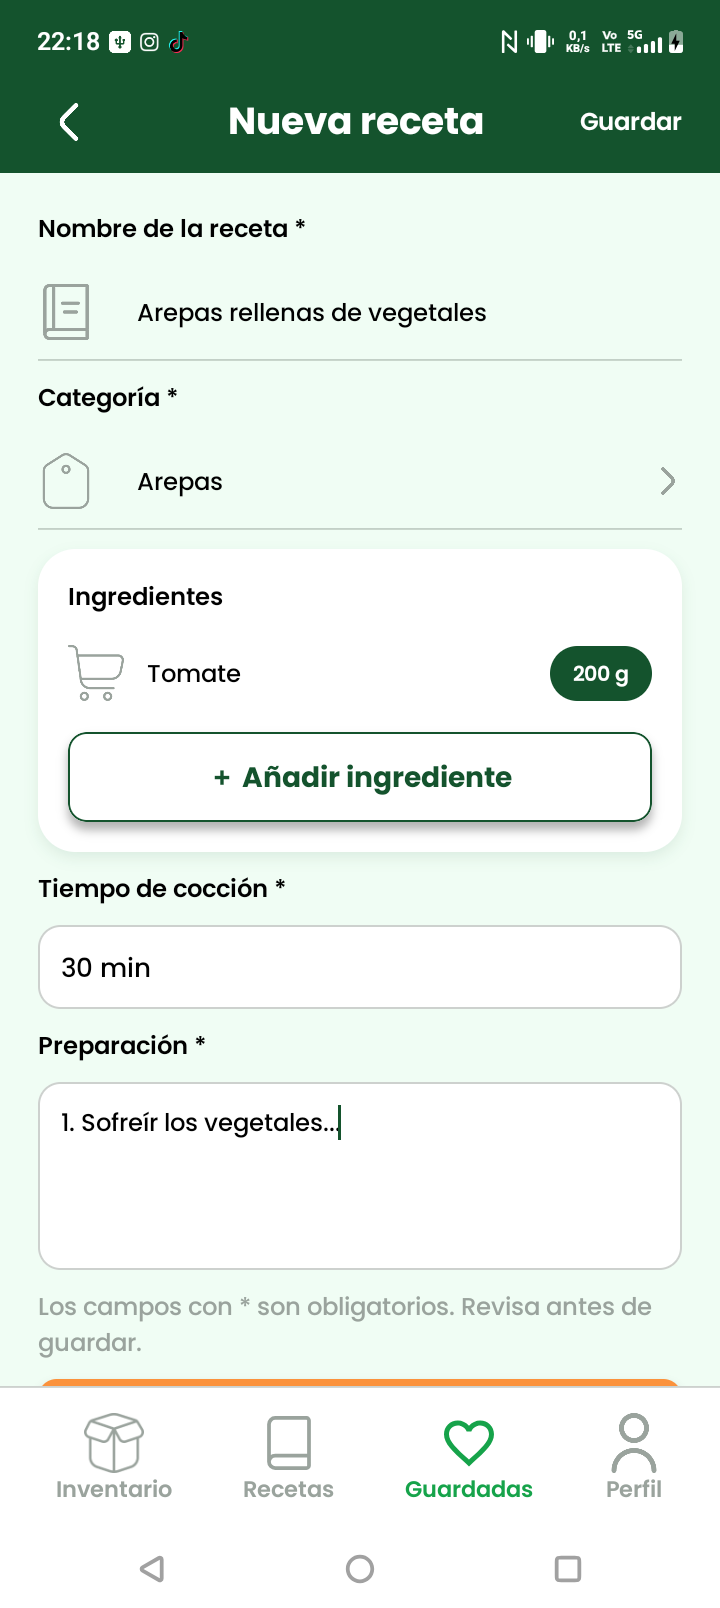 22:18
0,1 KB/s Vo LTE 5G
Nueva receta
Guardar
Nombre de la receta *
Arepas rellenas de vegetales
Categoría *
Arepas
Ingredientes
Tomate
200 g
+ Añadir ingrediente
Tiempo de cocción *
30 min
Preparación *
1. Sofreír los vegetales...
Los campos con * son obligatorios. Revisa antes de
guardar.
Inventario
Recetas
Guardadas
Perfil